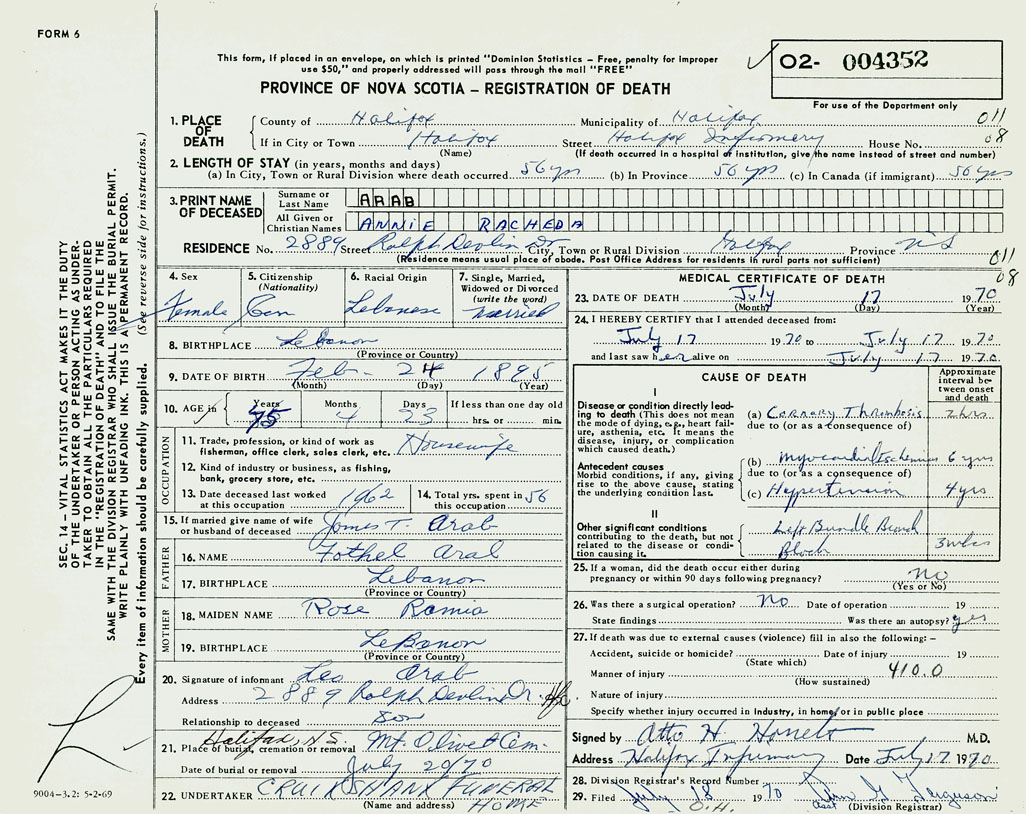 FORM 6
This form, if placed in an envelope, on which is printed "Dominion Statistics – Free, penalty for improper
use $50," and properly addressed will pass through the mail "FREE"
PROVINCE OF NOVA SCOTIA – REGISTRATION OF DEATH
02- 004352
For use of the Department only
011
08
1. PLACE OF DEATH
County of Halifax Municipality of Halifax
If in City or Town Halifax Street Halifax Infirmery House No.
(Name) (If death occurred in a hospital or institution, give the name instead of street and number)
2. LENGTH OF STAY (in years, months and days)
(a) In City, Town or Rural Division where death occurred 56 yrs (b) In Province 56 yrs (c) In Canada (if immigrant) 56 yrs
3. PRINT NAME OF DECEASED
Surname or Last Name ARAB
All Given or Christian Names ANNIE RACHEDA
RESIDENCE No. 2889 Street Ralph Devlin Dr City, Town or Rural Division Halifax Province NS
(Residence means usual place of abode. Post Office Address for residents in rural parts not sufficient)
011
08
4. Sex Female
5. Citizenship (Nationality) Can
6. Racial Origin Lebanese
7. Single, Married, Widowed or Divorced (write the word) Married
8. BIRTHPLACE Lebanon
(Province or Country)
9. DATE OF BIRTH Feb- 24 1895
(Month) (Day) (Year)
10. AGE in Years 75 Months 4 Days 23 If less than one day old
hrs. or min.
OCCUPATION
11. Trade, profession, or kind of work as
fisherman, office clerk, sales clerk, etc. Housewife
12. Kind of industry or business, as fishing,
bank, grocery store, etc.
13. Date deceased last worked at this occupation 1962
14. Total yrs. spent in this occupation 56
15. If married give name of wife
or husband of deceased James T. Arab
FATHER
16. NAME Fothel Arab
17. BIRTHPLACE Lebanon
(Province or Country)
MOTHER
18. MAIDEN NAME Rose Ramia
19. BIRTHPLACE LeBanon
(Province or Country)
20. Signature of informant Leo Arab
Address 2889 Ralph Devlin Dr. Hfx
Relationship to deceased Son
Halifax, N.S.
21. Place of burial, cremation or removal Mt. Olivet Cem.
Date of burial or removal July 20/70
22. UNDERTAKER CRUIKSHANK FUNERAL
(Name and address) HOME
MEDICAL CERTIFICATE OF DEATH
23. DATE OF DEATH July 17 1970
(Month) (Day) (Year)
24. I HEREBY CERTIFY that I attended deceased from:
July 17 1970 to July 17 1970
and last saw her alive on July 17 1970
CAUSE OF DEATH
Approximate interval between onset and death
I
Disease or condition directly leading to death (This does not mean the mode of dying, e.g., heart failure, asthenia, etc. It means the disease, injury, or complication which caused death.)
(a) Coronary Thrombosis 2 hrs
due to (or as a consequence of)
Antecedent causes
Morbid conditions, if any, giving rise to the above cause, stating the underlying condition last.
(b) Myocardial Ischemia 6 yrs
due to (or as a consequence of)
(c) Hypertension 4 yrs
II
Other significant conditions contributing to the death, but not related to the disease or condition causing it.
Left Bundle Branch
Block 3 wks
25. If a woman, did the death occur either during
pregnancy or within 90 days following pregnancy? No
(Yes or No)
26. Was there a surgical operation? No Date of operation 19
State findings Was there an autopsy? yes
27. If death was due to external causes (violence) fill in also the following: –
Accident, suicide or homicide? Date of injury 19
(State which)
Manner of injury 410.0
(How sustained)
Nature of injury
Specify whether injury occurred in industry, in home, or in public place
Signed by Otto H. M.D.
Address Halifax Infirmary Date July 17 1970
28. Division Registrar's Record Number
29. Filed July 18 1970 Ferguson
O.H. asst (Division Registrar)
SEC. 14 – VITAL STATISTICS ACT MAKES IT THE DUTY
OF THE UNDERTAKER OR PERSON ACTING AS UNDER-
TAKER TO OBTAIN ALL THE PARTICULARS REQUIRED
IN THE "REGISTRATION OF DEATH" AND TO FILE THE
SAME WITH THE DIVISION REGISTRAR WHO SHALL ISSUE THE BURIAL PERMIT.
WRITE PLAINLY WITH UNFADING INK. THIS IS A PERMANENT RECORD.
Every item of information should be carefully supplied. (See reverse side for instructions.)
9004-3.2: 5-2-69